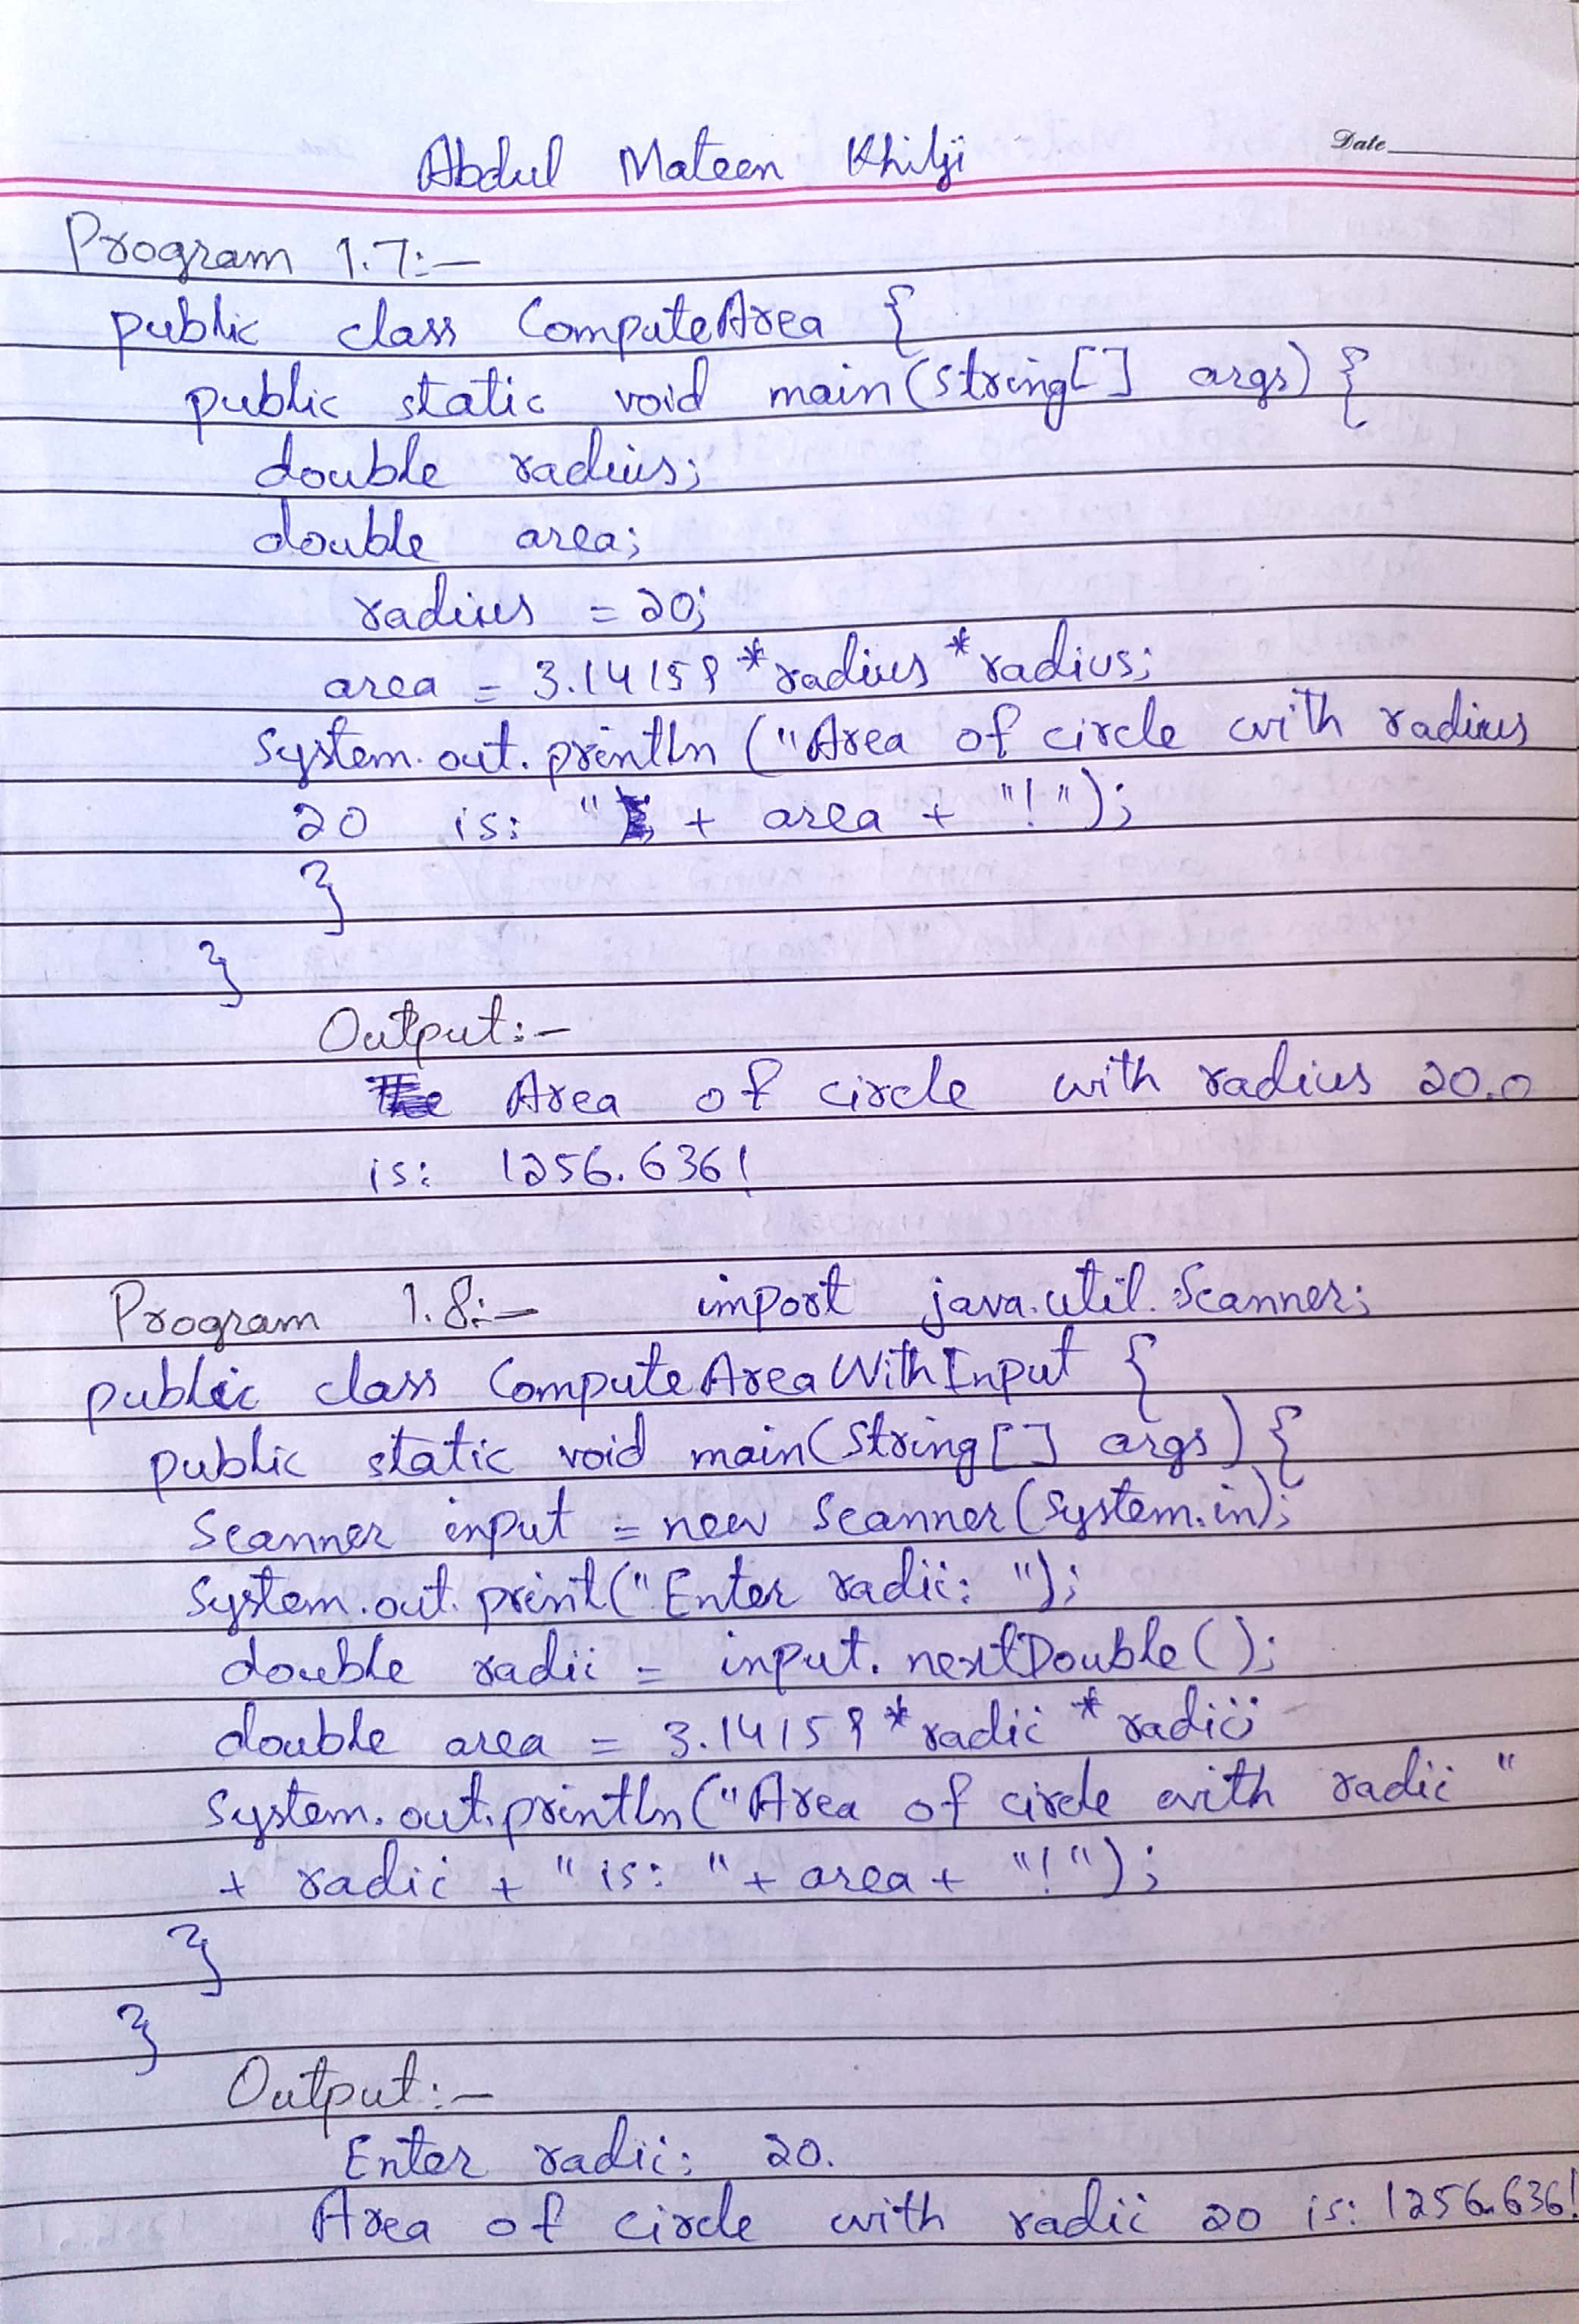 Date
Abdul Mateen Khilji
Program 1.7:-
public class ComputeArea {
public static void main(String[] args) {
double radius;
double area;
radius = 20;
area = 3.14159 * radius * radius;
System.out.println ("Area of circle with radius
20 is: " + area + "!");
}
}
Output:-
Area of circle with radius 20.0
is: 1256.636!
Program 1.8:- import java.util.Scanner;
public class ComputeAreaWithInput {
public static void main(String[] args) {
Scanner input = new Scanner(System.in);
System.out.print("Enter radii: ");
double radii = input.nextDouble();
double area = 3.14159 * radii * radii;
System.out.println("Area of circle with radii "
+ radii + " is: " + area + "!");
}
}
Output:-
Enter radii: 20.
Area of circle with radii 20 is: 1256.636!